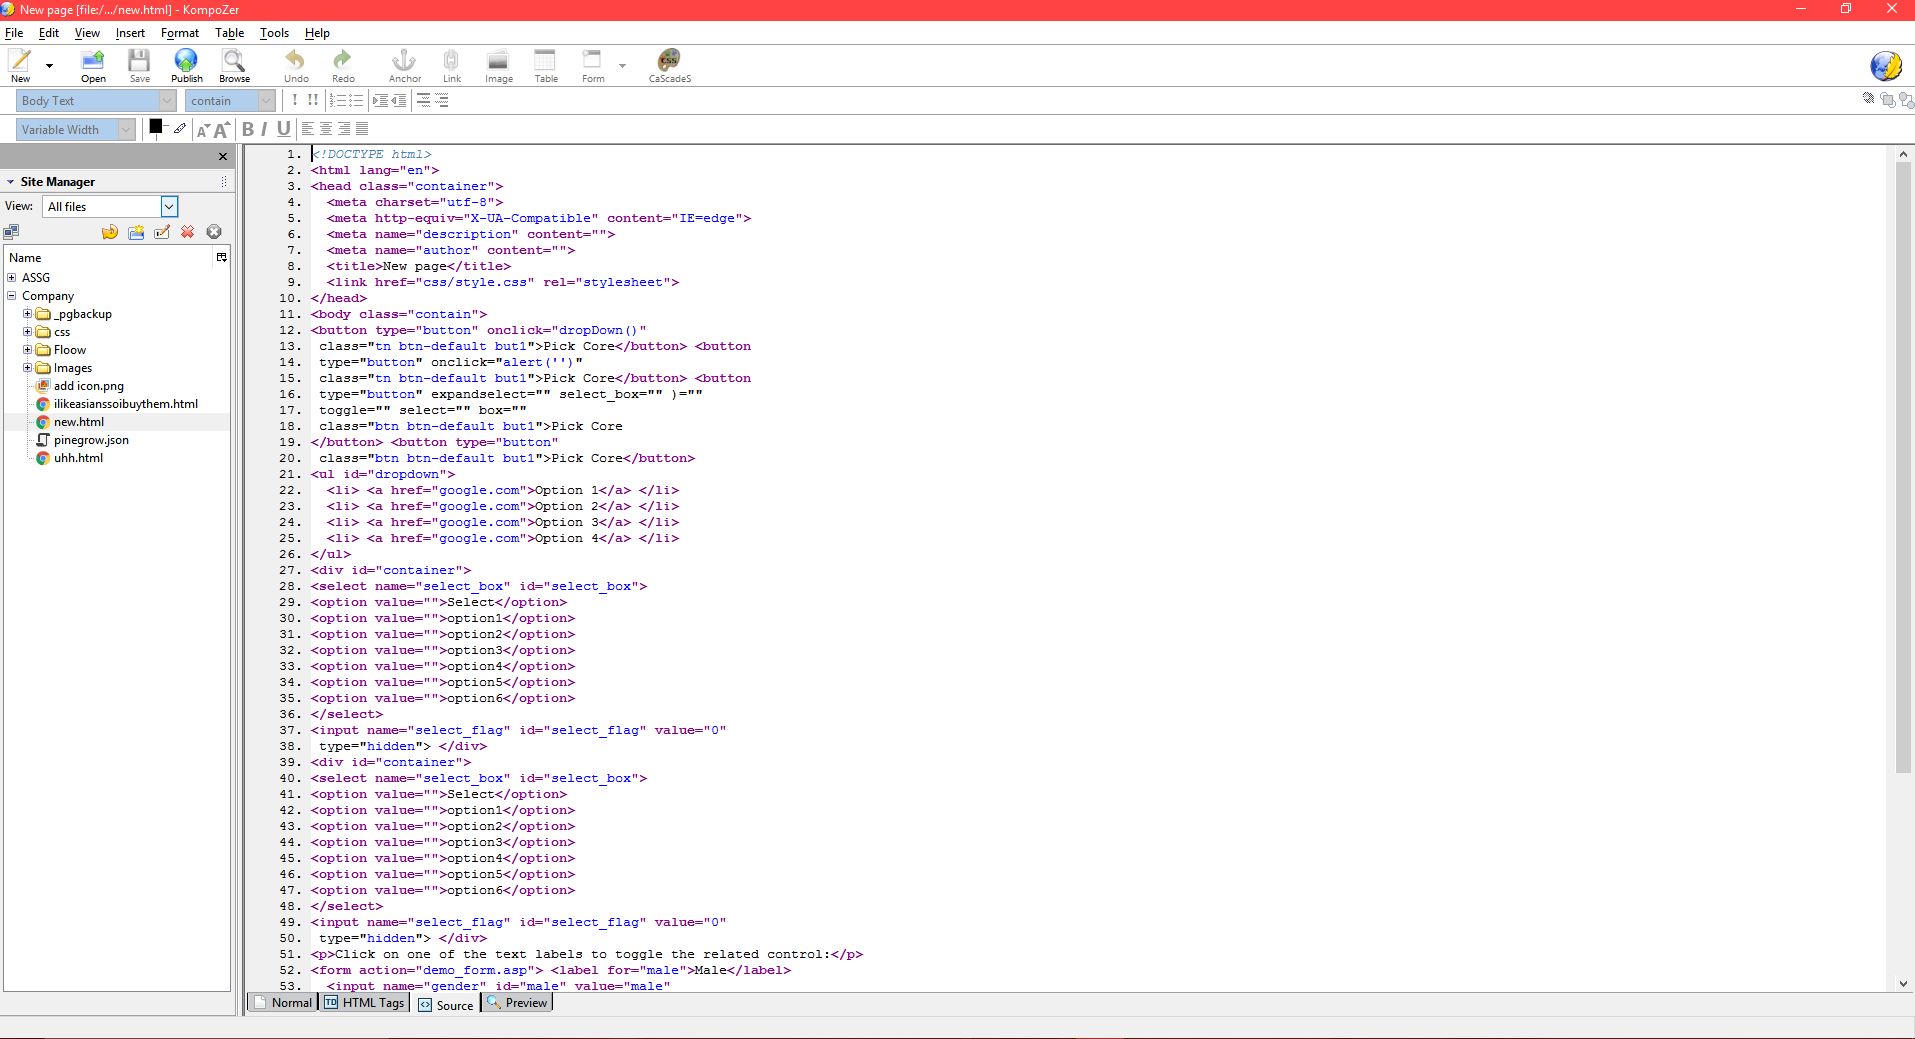 New page [file:/.../new.html] - KompoZer
File Edit View Insert Format Table Tools Help
New Open Save Publish Browse Undo Redo Anchor Link Image Table Form CaScadeS
Body Text contain ! !!
Variable Width B I U
Site Manager
View: All files
Name
ASSG
Company
_pgbackup
css
Floow
Images
add icon.png
ilikeasianssoibuythem.html
new.html
pinegrow.json
uhh.html
1. <!DOCTYPE html>
2. <html lang="en">
3. <head class="container">
4. <meta charset="utf-8">
5. <meta http-equiv="X-UA-Compatible" content="IE=edge">
6. <meta name="description" content="">
7. <meta name="author" content="">
8. <title>New page</title>
9. <link href="css/style.css" rel="stylesheet">
10. </head>
11. <body class="contain">
12. <button type="button" onclick="dropDown()"
13. class="tn btn-default but1">Pick Core</button> <button
14. type="button" onclick="alert('')"
15. class="tn btn-default but1">Pick Core</button> <button
16. type="button" expandselect="" select_box="" )=""
17. toggle="" select="" box=""
18. class="btn btn-default but1">Pick Core
19. </button> <button type="button"
20. class="btn btn-default but1">Pick Core</button>
21. <ul id="dropdown">
22. <li> <a href="google.com">Option 1</a> </li>
23. <li> <a href="google.com">Option 2</a> </li>
24. <li> <a href="google.com">Option 3</a> </li>
25. <li> <a href="google.com">Option 4</a> </li>
26. </ul>
27. <div id="container">
28. <select name="select_box" id="select_box">
29. <option value="">Select</option>
30. <option value="">option1</option>
31. <option value="">option2</option>
32. <option value="">option3</option>
33. <option value="">option4</option>
34. <option value="">option5</option>
35. <option value="">option6</option>
36. </select>
37. <input name="select_flag" id="select_flag" value="0"
38. type="hidden"> </div>
39. <div id="container">
40. <select name="select_box" id="select_box">
41. <option value="">Select</option>
42. <option value="">option1</option>
43. <option value="">option2</option>
44. <option value="">option3</option>
45. <option value="">option4</option>
46. <option value="">option5</option>
47. <option value="">option6</option>
48. </select>
49. <input name="select_flag" id="select_flag" value="0"
50. type="hidden"> </div>
51. <p>Click on one of the text labels to toggle the related control:</p>
52. <form action="demo_form.asp"> <label for="male">Male</label>
53. <input name="gender" id="male" value="male"
Normal TD HTML Tags Source Preview